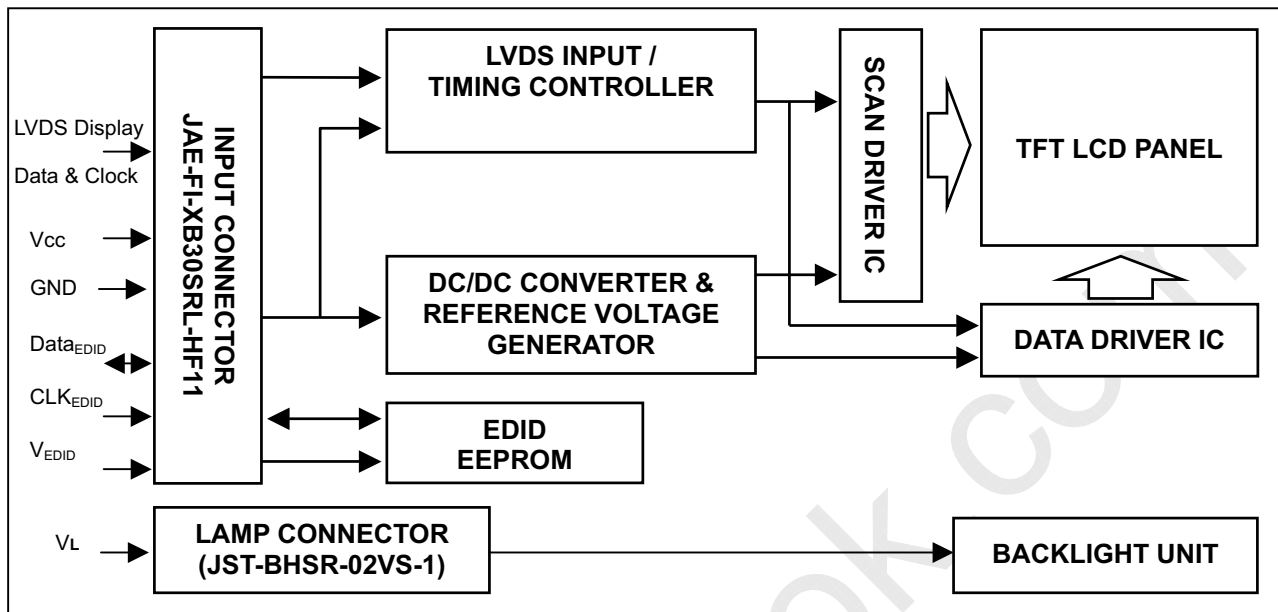 LVDS Display
Data & Clock
Vcc
GND
DataEDID
CLKEDID
VEDID
VL
INPUT CONNECTOR
JAE-FI-XB30SRL-HF11
LVDS INPUT /
TIMING CONTROLLER
DC/DC CONVERTER &
REFERENCE VOLTAGE
GENERATOR
EDID
EEPROM
LAMP CONNECTOR
(JST-BHSR-02VS-1)
SCAN DRIVER IC
TFT LCD PANEL
DATA DRIVER IC
BACKLIGHT UNIT
ok.com